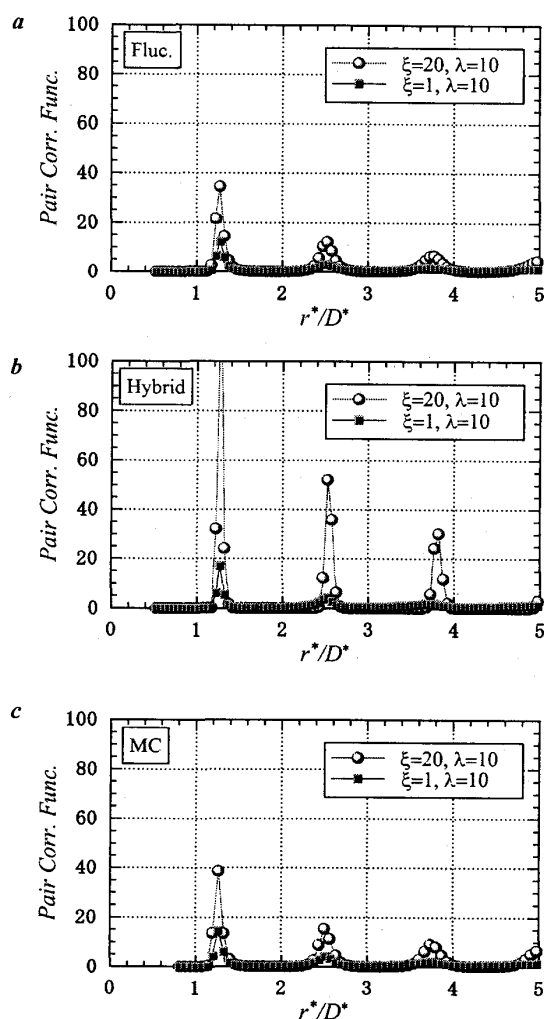 a
Fluc.
ξ=20, λ=10
ξ=1, λ=10
Pair Corr. Func.
100
80
60
40
20
0
0 1 2 3 4 5
r*/D*
b
Hybrid
ξ=20, λ=10
ξ=1, λ=10
Pair Corr. Func.
100
80
60
40
20
0
0 1 2 3 4 5
r*/D*
c
MC
ξ=20, λ=10
ξ=1, λ=10
Pair Corr. Func.
100
80
60
40
20
0
0 1 2 3 4 5
r*/D*